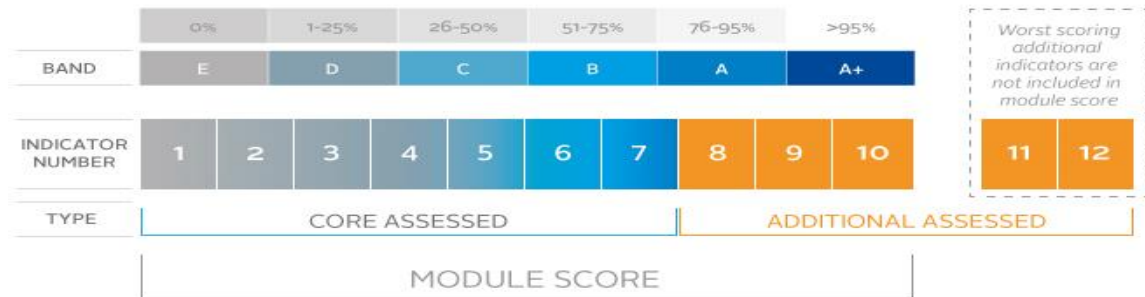 0% 1-25% 26-50% 51-75% 76-95% >95%
BAND E D C B A A+
Worst scoring
additional
indicators are
not included in
module score
INDICATOR
NUMBER
1 2 3 4 5 6 7 8 9 10 11 12
TYPE CORE ASSESSED ADDITIONAL ASSESSED
MODULE SCORE